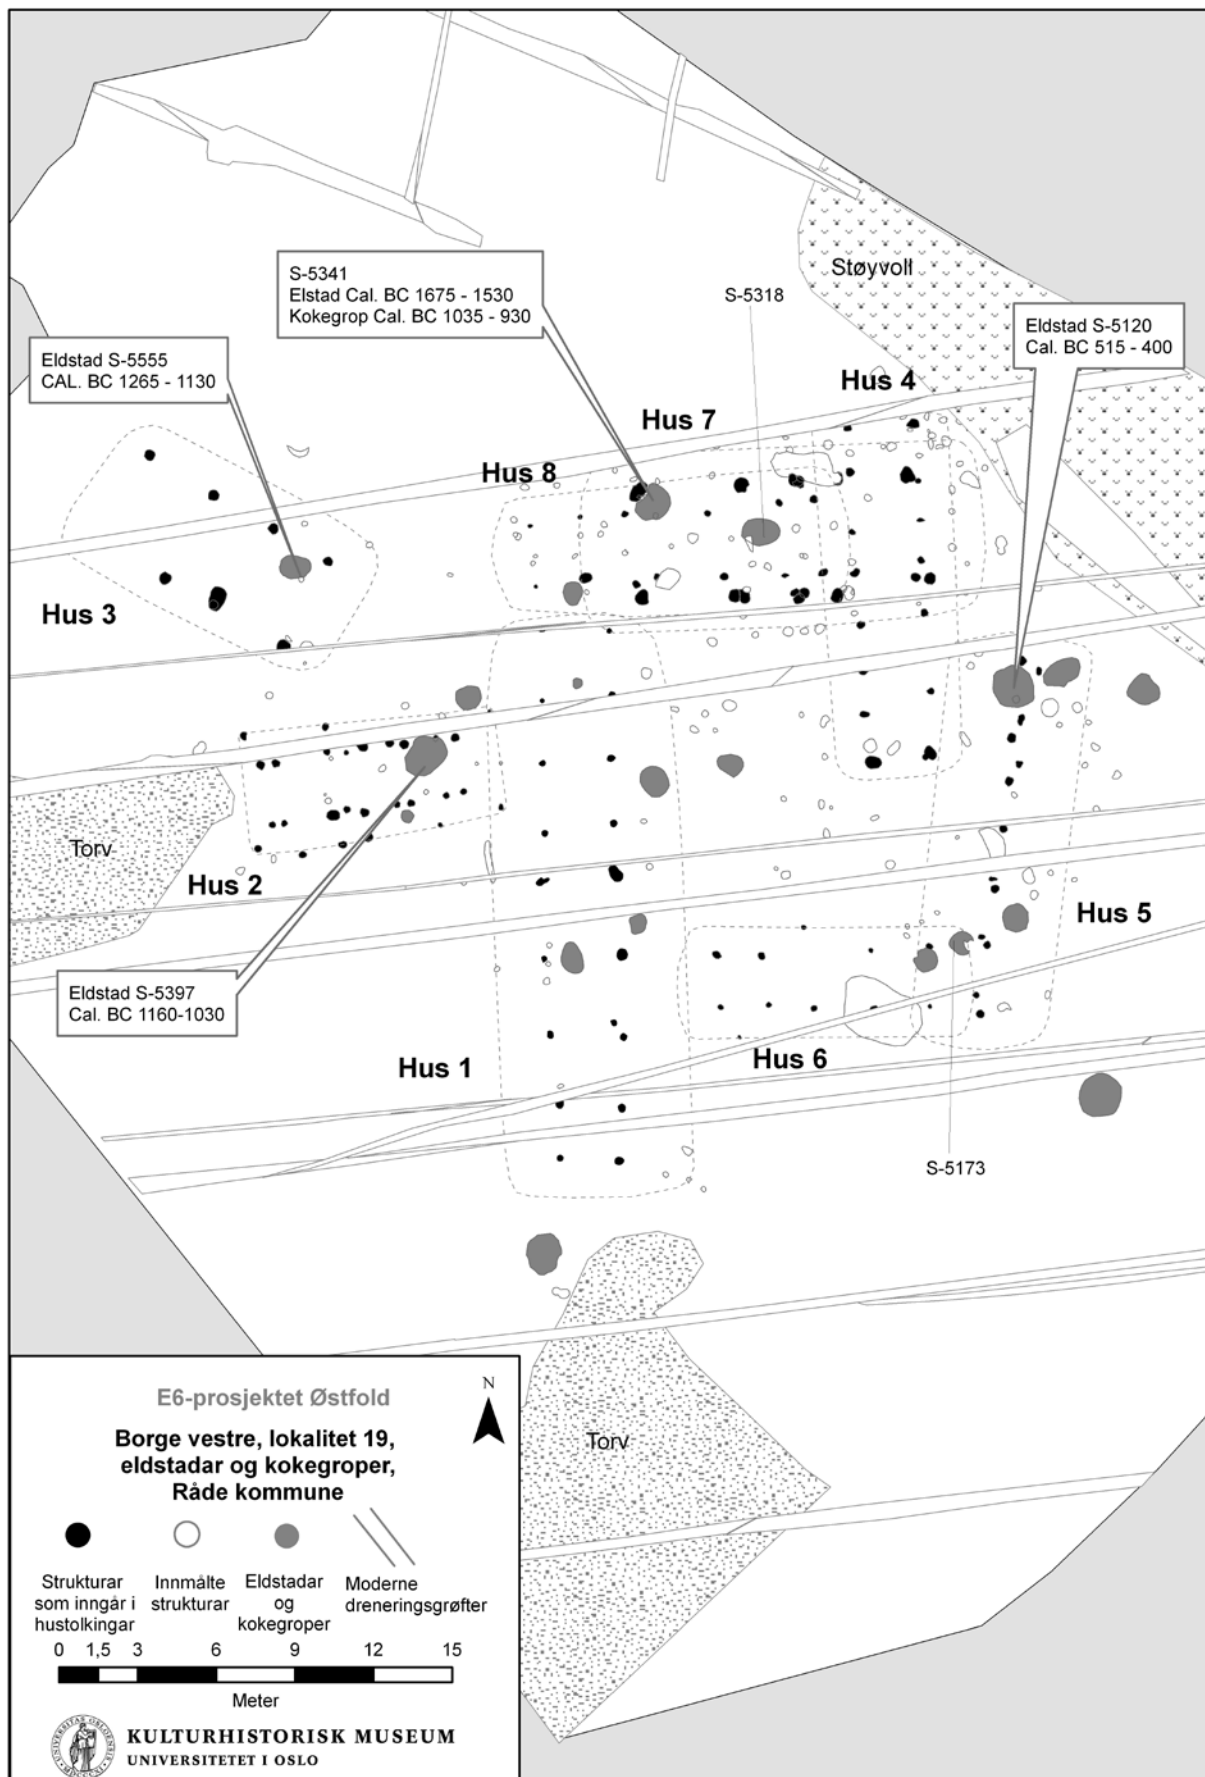 Støyvoll
S-5341
Elstad Cal. BC 1675 - 1530
Kokegrop Cal. BC 1035 - 930
S-5318
Eldstad S-5120
Cal. BC 515 - 400
Eldstad S-5555
CAL. BC 1265 - 1130
Hus 4
Hus 7
Hus 8
Hus 3
Torv
Hus 2
Hus 5
Eldstad S-5397
Cal. BC 1160-1030
Hus 1
Hus 6
S-5173
Torv
E6-prosjektet Østfold
N
Borge vestre, lokalitet 19,
eldstadar og kokegroper,
Råde kommune
Strukturar
som inngår i
hustolkingar
Innmålte
strukturar
Eldstadar
og
kokegroper
Moderne
dreneringsgrøfter
0 1,5 3 6 9 12 15
Meter
UNIVERSITAS OSLOENSIS
MDCCCXI
KULTURHISTORISK MUSEUM
UNIVERSITETET I OSLO